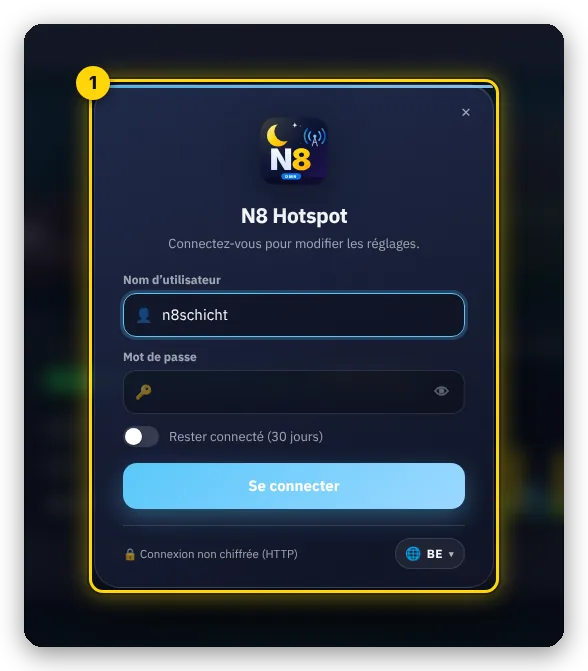 1
×
N8
N8 Hotspot
Connectez-vous pour modifier les réglages.
Nom d’utilisateur
n8schicht
Mot de passe
Rester connecté (30 jours)
Se connecter
Connexion non chiffrée (HTTP)
BE ▾